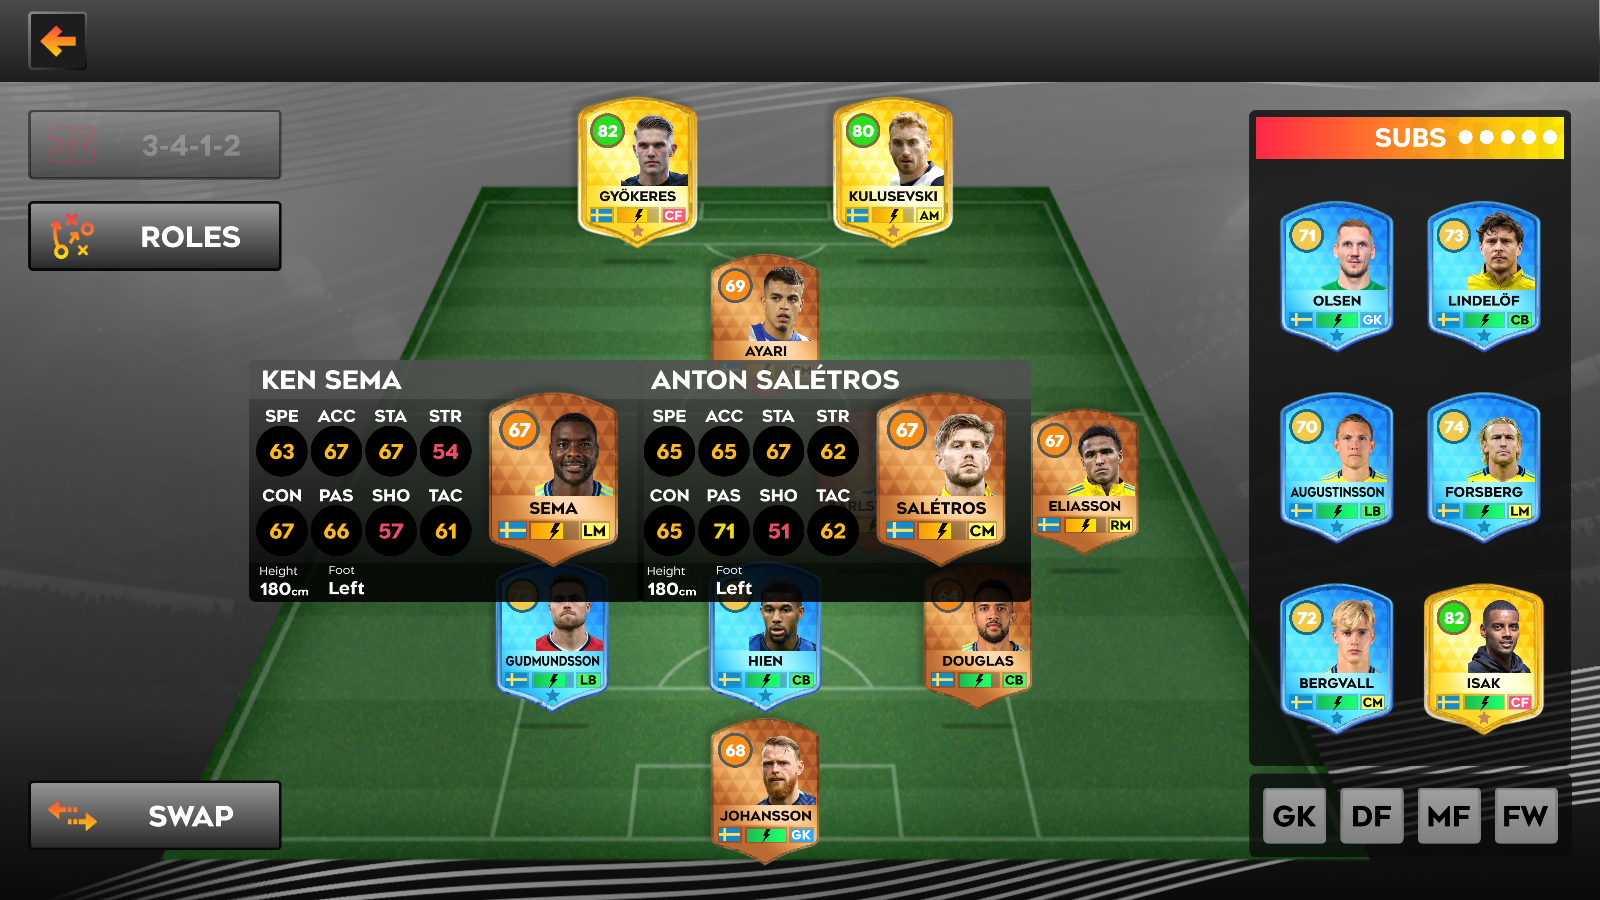 3-4-1-2
ROLES
SWAP
82
GYÖKERES
CF
80
KULUSEVSKI
AM
69
AYARI
CM
KEN SEMA
SPE ACC STA STR
63 67 67 54
CON PAS SHO TAC
67 66 57 61
Height Foot
180cm Left
67
SEMA
LM
ANTON SALÉTROS
SPE ACC STA STR
65 65 67 62
CON PAS SHO TAC
65 71 51 62
Height Foot
180cm Left
67
SALÉTROS
CM
67
ELIASSON
RM
72
GUDMUNDSSON
LB
HIEN
CB
64
DOUGLAS
CB
68
JOHANSSON
GK
SUBS
71
OLSEN
GK
73
LINDELÖF
CB
70
AUGUSTINSSON
LB
74
FORSBERG
LM
72
BERGVALL
CM
82
ISAK
CF
GK DF MF FW